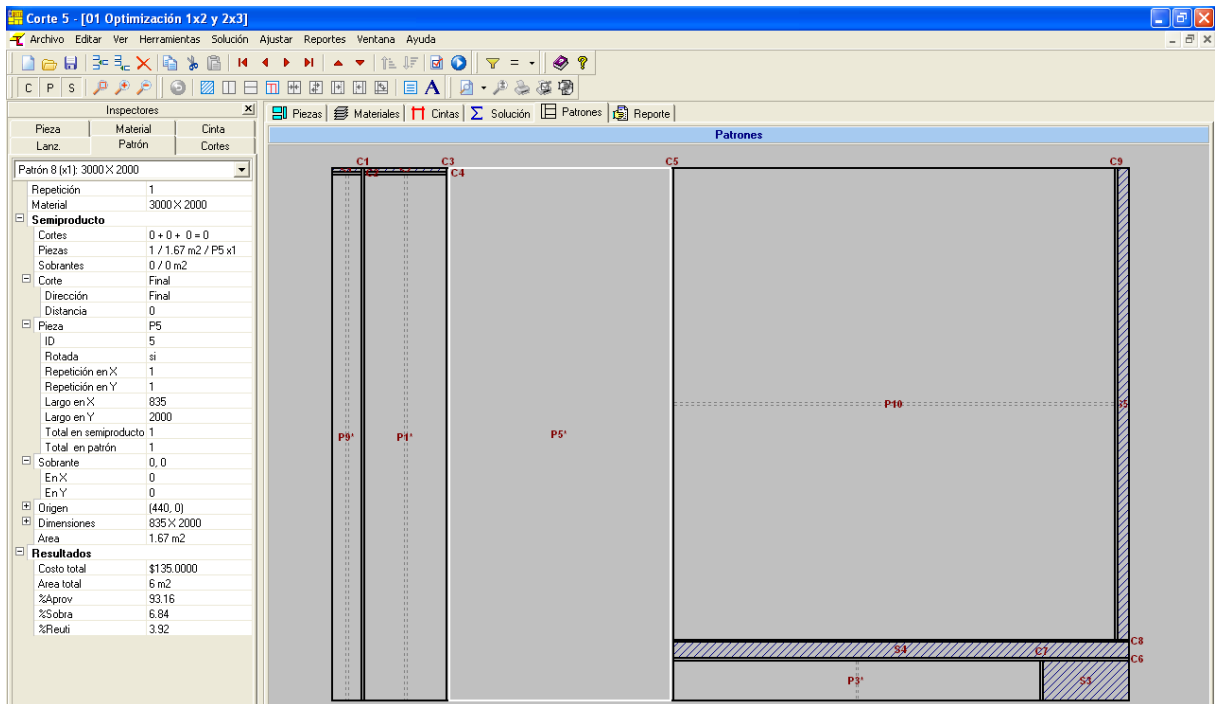 Corte 5 - [01 Optimización 1x2 y 2x3]
Archivo Editar Ver Herramientas Solución Ajustar Reportes Ventana Ayuda
C P S A
Inspectores
Piezas Materiales Cintas Solución Patrones Reporte
Pieza Material Cinta
Lanz. Patrón Cortes
Patrones
Patrón 8 (x1): 3000 X 2000
Repetición 1
Material 3000 X 2000
Semiproducto
Cortes 0 + 0 + 0 = 0
Piezas 1 / 1.67 m2 / P5 x1
Sobrantes 0 / 0 m2
Corte Final
Dirección Final
Distancia 0
Pieza P5
ID 5
Rotada si
Repetición en X 1
Repetición en Y 1
Largo en X 835
Largo en Y 2000
Total en semiproducto 1
Total en patrón 1
Sobrante 0, 0
En X 0
En Y 0
Origen (440, 0)
Dimensiones 835 X 2000
Area 1.67 m2
Resultados
Costo total $135.0000
Area total 6 m2
%Aprov 93.16
%Sobra 6.84
%Reuti 3.92
C1 C3 C5 C9
C4
P10
P9' P1' P5'
C8
S4 C7
C6
P3' S3